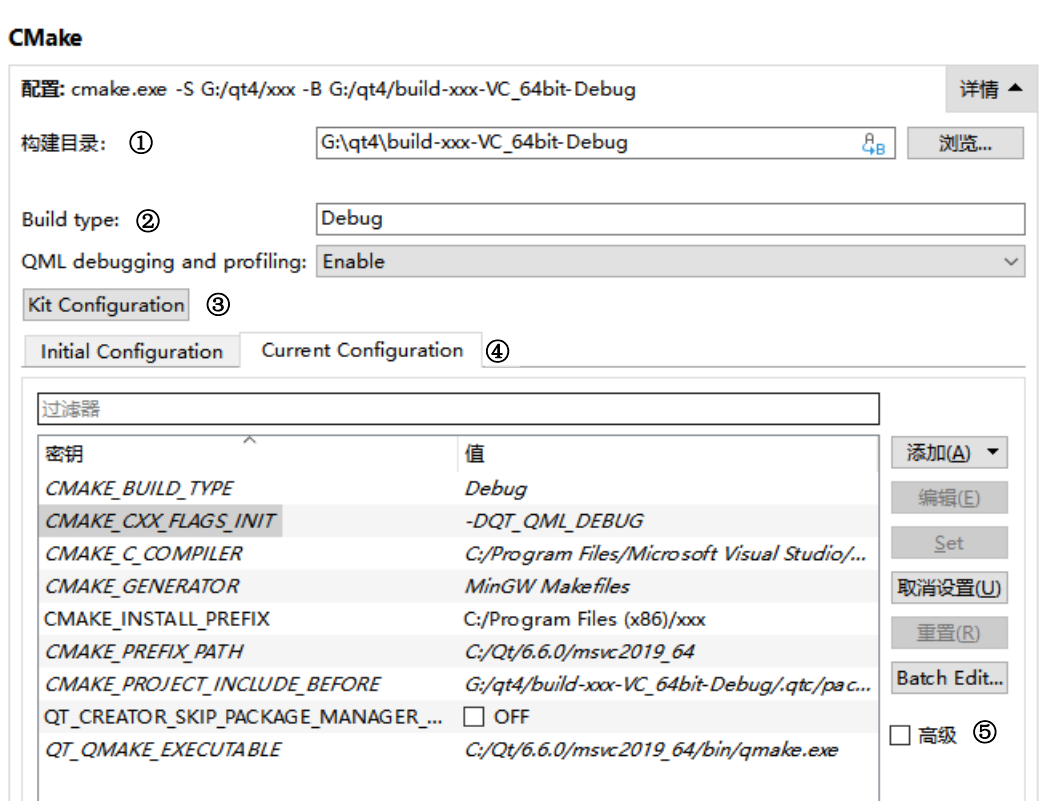 CMake
配置: cmake.exe -S G:/qt4/xxx -B G:/qt4/build-xxx-VC_64bit-Debug 详情
构建目录: ① G:\qt4\build-xxx-VC_64bit-Debug 浏览...
Build type: ② Debug
QML debugging and profiling: Enable
Kit Configuration ③
Initial Configuration Current Configuration ④
过滤器
密钥 值 添加(A)
CMAKE_BUILD_TYPE Debug
编辑(E)
CMAKE_CXX_FLAGS_INIT -DQT_QML_DEBUG
CMAKE_C_COMPILER C:/Program Files/Microsoft Visual Studio/... Set
CMAKE_GENERATOR MinGW Makefiles 取消设置(U)
CMAKE_INSTALL_PREFIX C:/Program Files (x86)/xxx
重置(R)
CMAKE_PREFIX_PATH C:/Qt/6.6.0/msvc2019_64
CMAKE_PROJECT_INCLUDE_BEFORE G:/qt4/build-xxx-VC_64bit-Debug/.qtc/pac... Batch Edit...
QT_CREATOR_SKIP_PACKAGE_MANAGER_... OFF
高级 ⑤
QT_QMAKE_EXECUTABLE C:/Qt/6.6.0/msvc2019_64/bin/qmake.exe